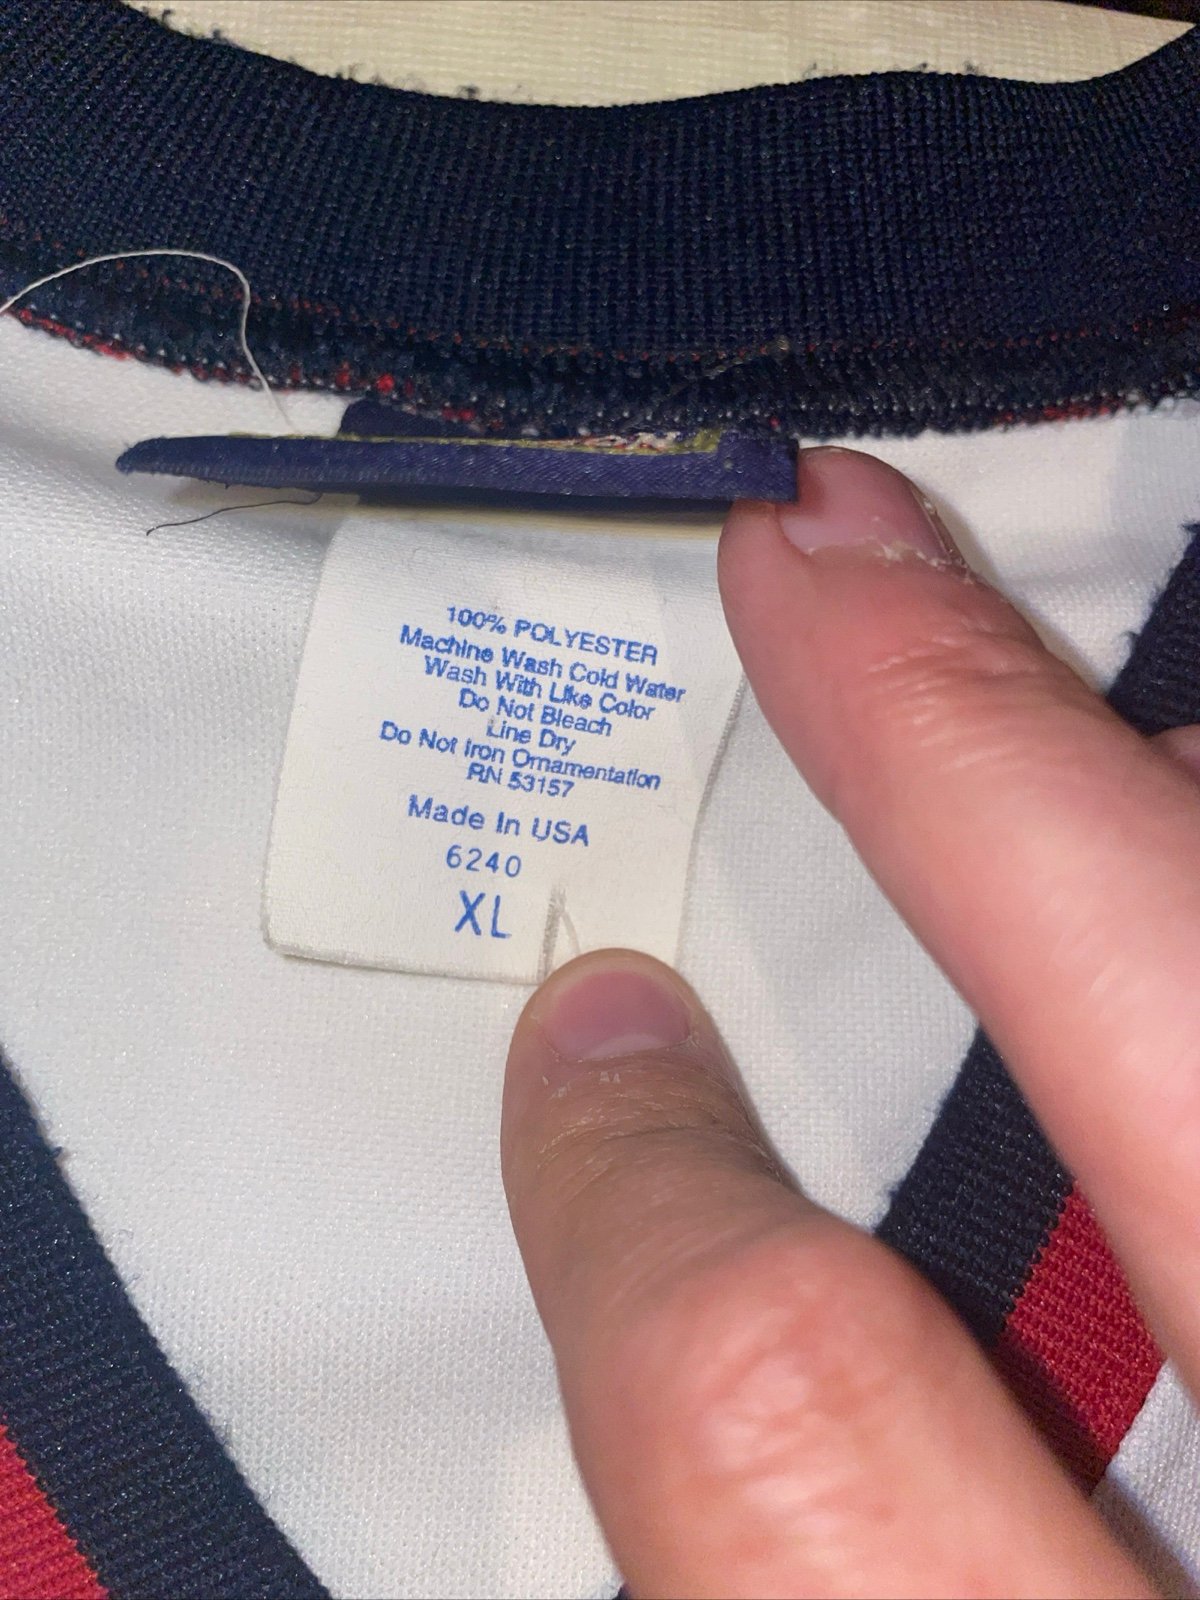 100% POLYESTER
Machine Wash Cold Water
Wash With Like Color
Do Not Bleach
Line Dry
Do Not Iron Ornamentation
RN 53157
Made In USA
6240
XL